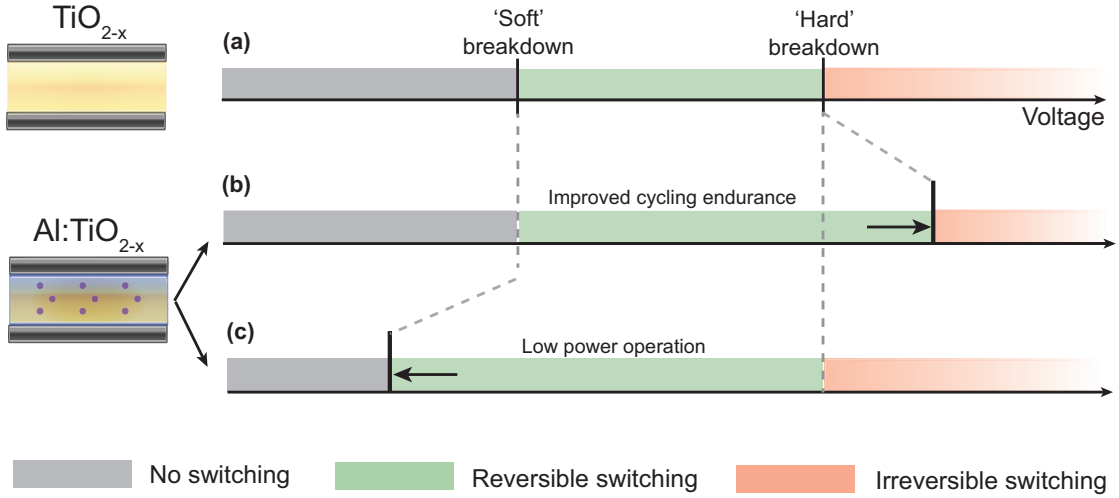 TiO2-x
(a)
‘Soft’
breakdown
‘Hard’
breakdown
Voltage
(b)
Improved cycling endurance
Al:TiO2-x
(c)
Low power operation
No switching
Reversible switching
Irreversible switching